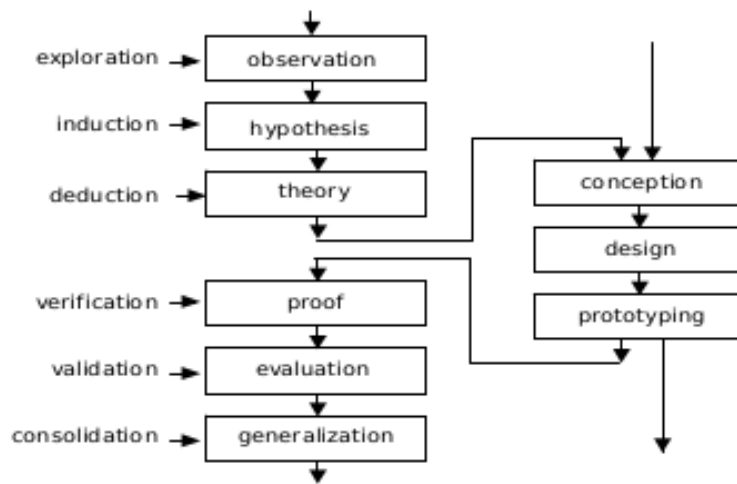 exploration
observation
induction
hypothesis
deduction
theory
conception
design
verification
proof
prototyping
validation
evaluation
consolidation
generalization